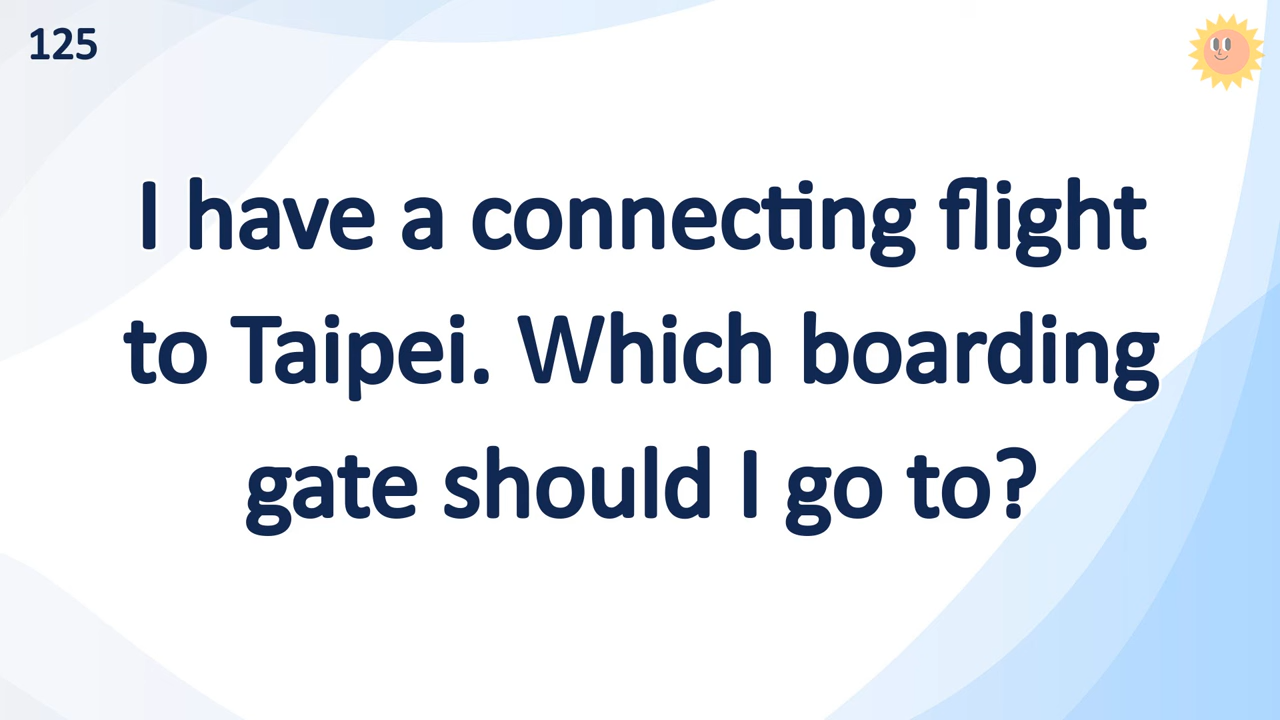 125
I have a connecting flight
to Taipei. Which boarding
gate should I go to?